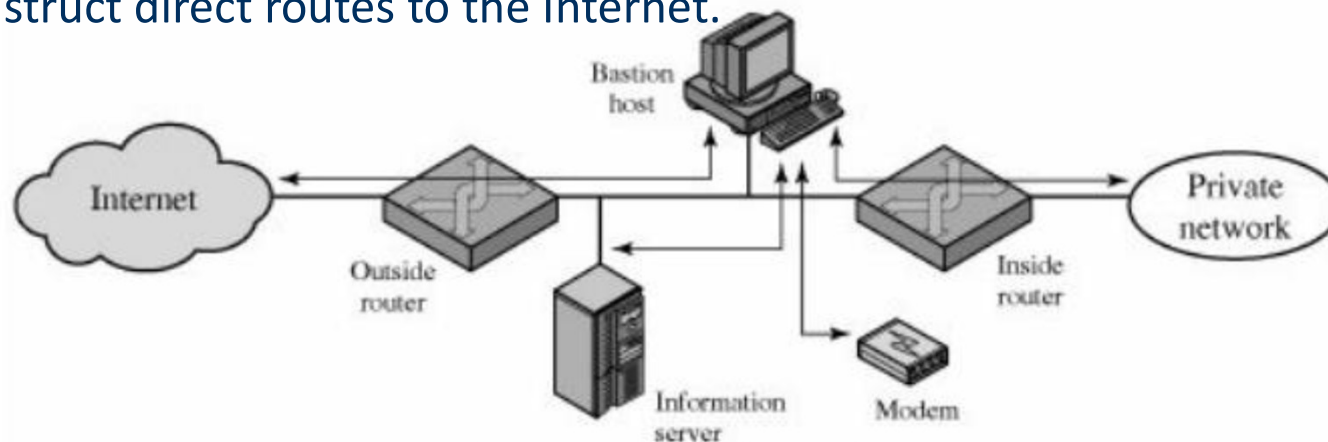 struct direct routes to the Internet.
Bastion
host
Internet
Private
network
Outside
router
Inside
router
Information
server
Modem